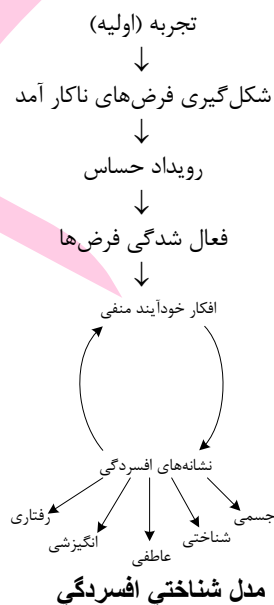 تجربه (اولیه)
شکل‌گیری فرض‌های ناکار آمد
رویداد حساس
فعال شدگی فرض‌ها
افکار خودآیند منفی
نشانه‌های افسردگی
جسمی
شناختی
عاطفی
انگیزشی
رفتاری
مدل شناختی افسردگی